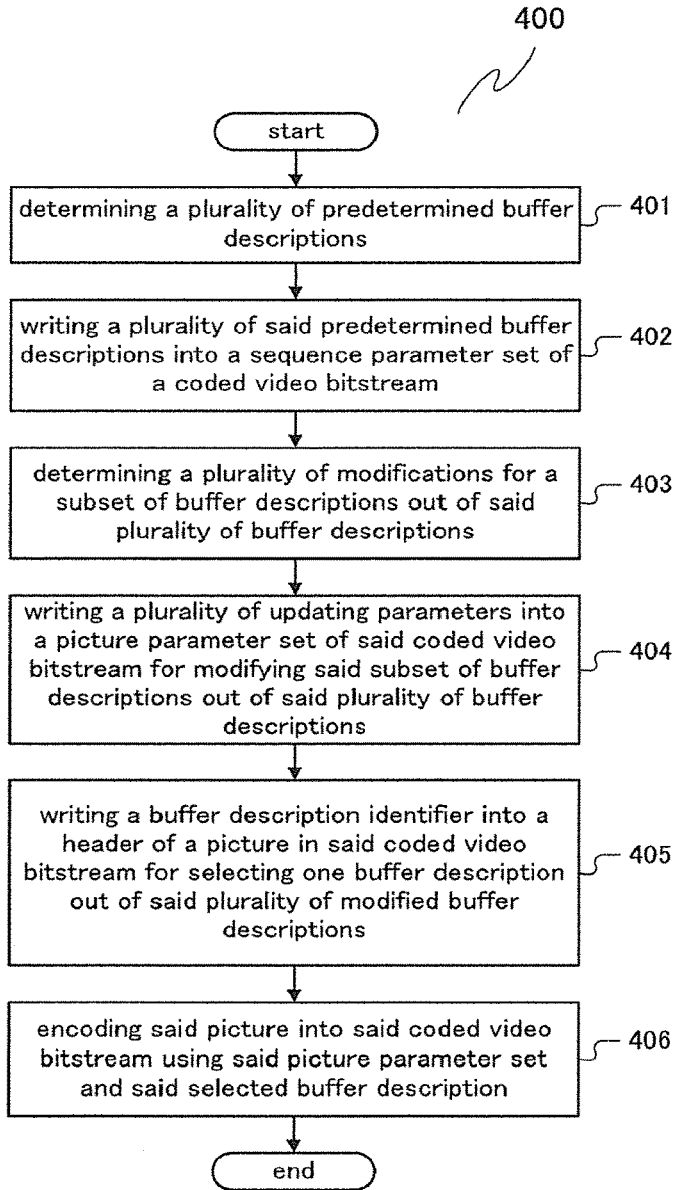 400
start
determining a plurality of predetermined buffer
descriptions
401
writing a plurality of said predetermined buffer
descriptions into a sequence parameter set of
a coded video bitstream
402
determining a plurality of modifications for a
subset of buffer descriptions out of said
plurality of buffer descriptions
403
writing a plurality of updating parameters into
a picture parameter set of said coded video
bitstream for modifying said subset of buffer
descriptions out of said plurality of buffer
descriptions
404
writing a buffer description identifier into a
header of a picture in said coded video
bitstream for selecting one buffer description
out of said plurality of modified buffer
descriptions
405
encoding said picture into said coded video
bitstream using said picture parameter set
and said selected buffer description
406
end